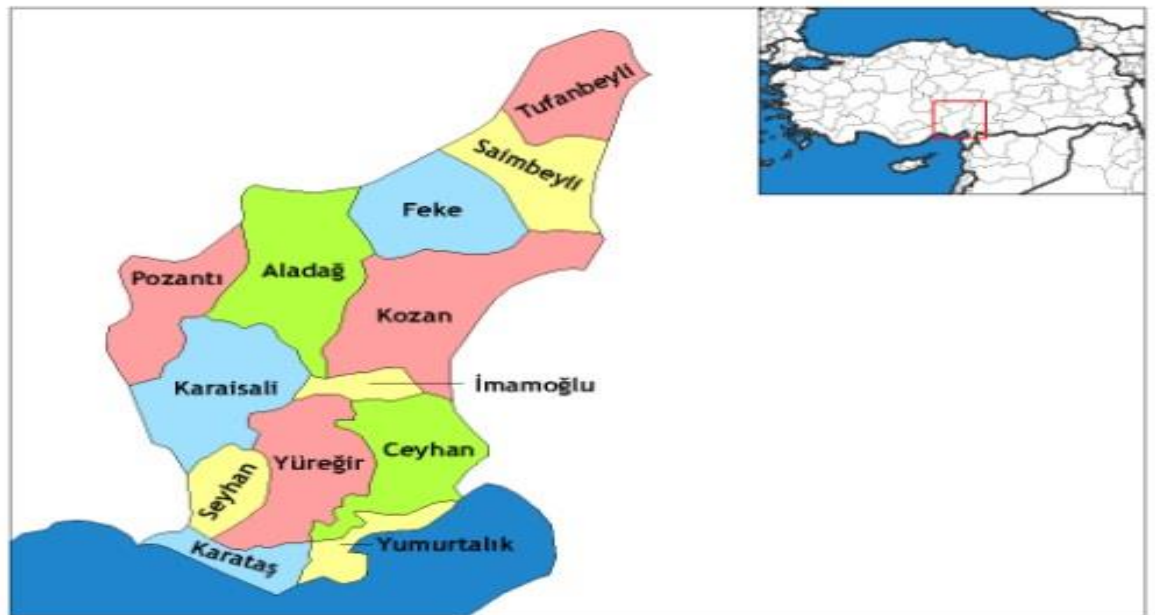 Tufanbeyli
Saimbeyli
Feke
Pozantı
Aladağ
Kozan
Karaisali
İmamoğlu
Ceyhan
Yüreğir
Seyhan
Yumurtalık
Karataş